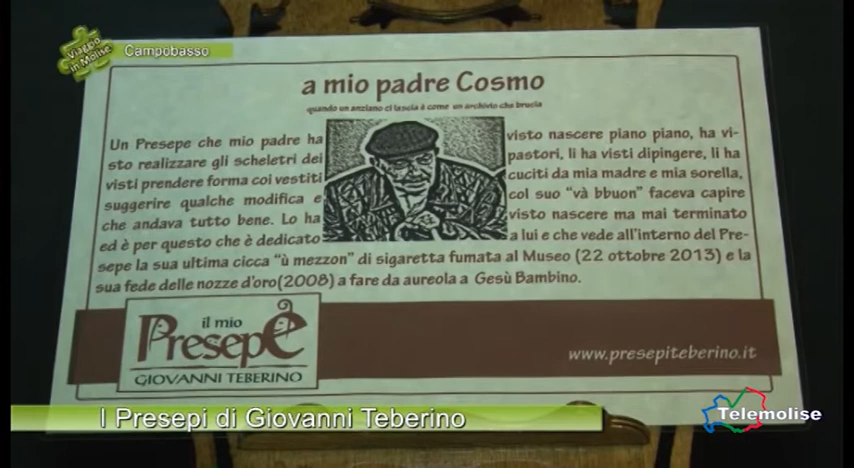 Viaggio
in Molise
Campobasso
a mio padre Cosmo
quando un anziano ci lascia è come un archivio che brucia
Un Presepe che mio padre ha visto nascere piano piano, ha vi-
sto realizzare gli scheletri dei pastori, li ha visti dipingere, li ha
visti prendere forma coi vestiti cuciti da mia madre e mia sorella,
suggerire qualche modifica e col suo "và bbuon" faceva capire
che andava tutto bene. Lo ha visto nascere ma mai terminato
ed è per questo che è dedicato a lui e che vede all'interno del Pre-
sepe la sua ultima cicca "ù mezzon" di sigaretta fumata al Museo (22 ottobre 2013) e la
sua fede delle nozze d'oro(2008) a fare da aureola a Gesù Bambino.
il mio
Presepe
GIOVANNI TEBERINO
www.presepiteberino.it
I Presepi di Giovanni Teberino
Telemolise